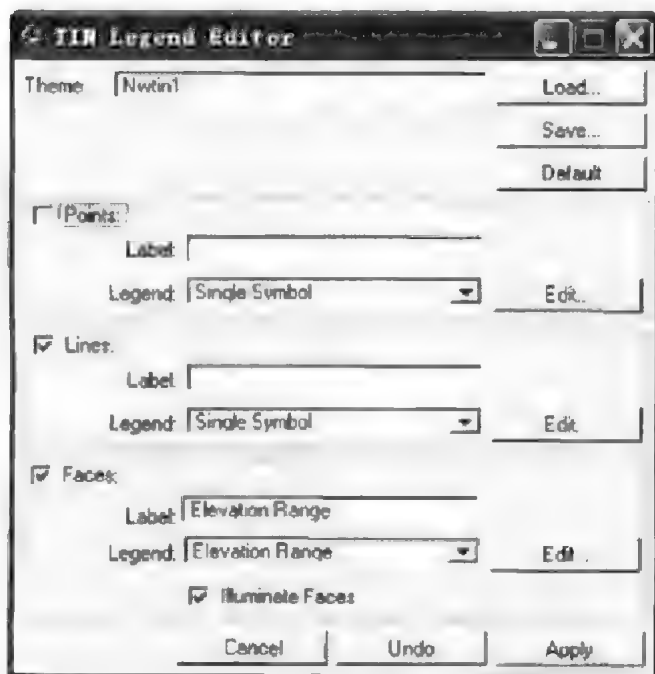 TIN Legend Editor
Theme: Nwtin1 Load...
Save...
Default
Points:
Label:
Legend: Single Symbol Edit...
Lines:
Label:
Legend: Single Symbol Edit...
Faces:
Label: Elevation Range
Legend: Elevation Range Edit...
Illuminate Faces
Cancel Undo Apply